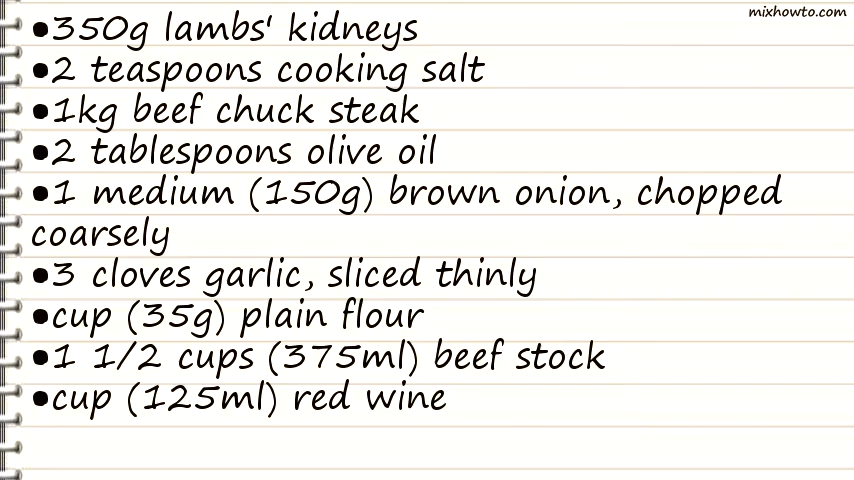 mixhowto.com
•350g lambs' kidneys
•2 teaspoons cooking salt
•1kg beef chuck steak
•2 tablespoons olive oil
•1 medium (150g) brown onion, chopped
coarsely
•3 cloves garlic, sliced thinly
•cup (35g) plain flour
•1 1/2 cups (375ml) beef stock
•cup (125ml) red wine